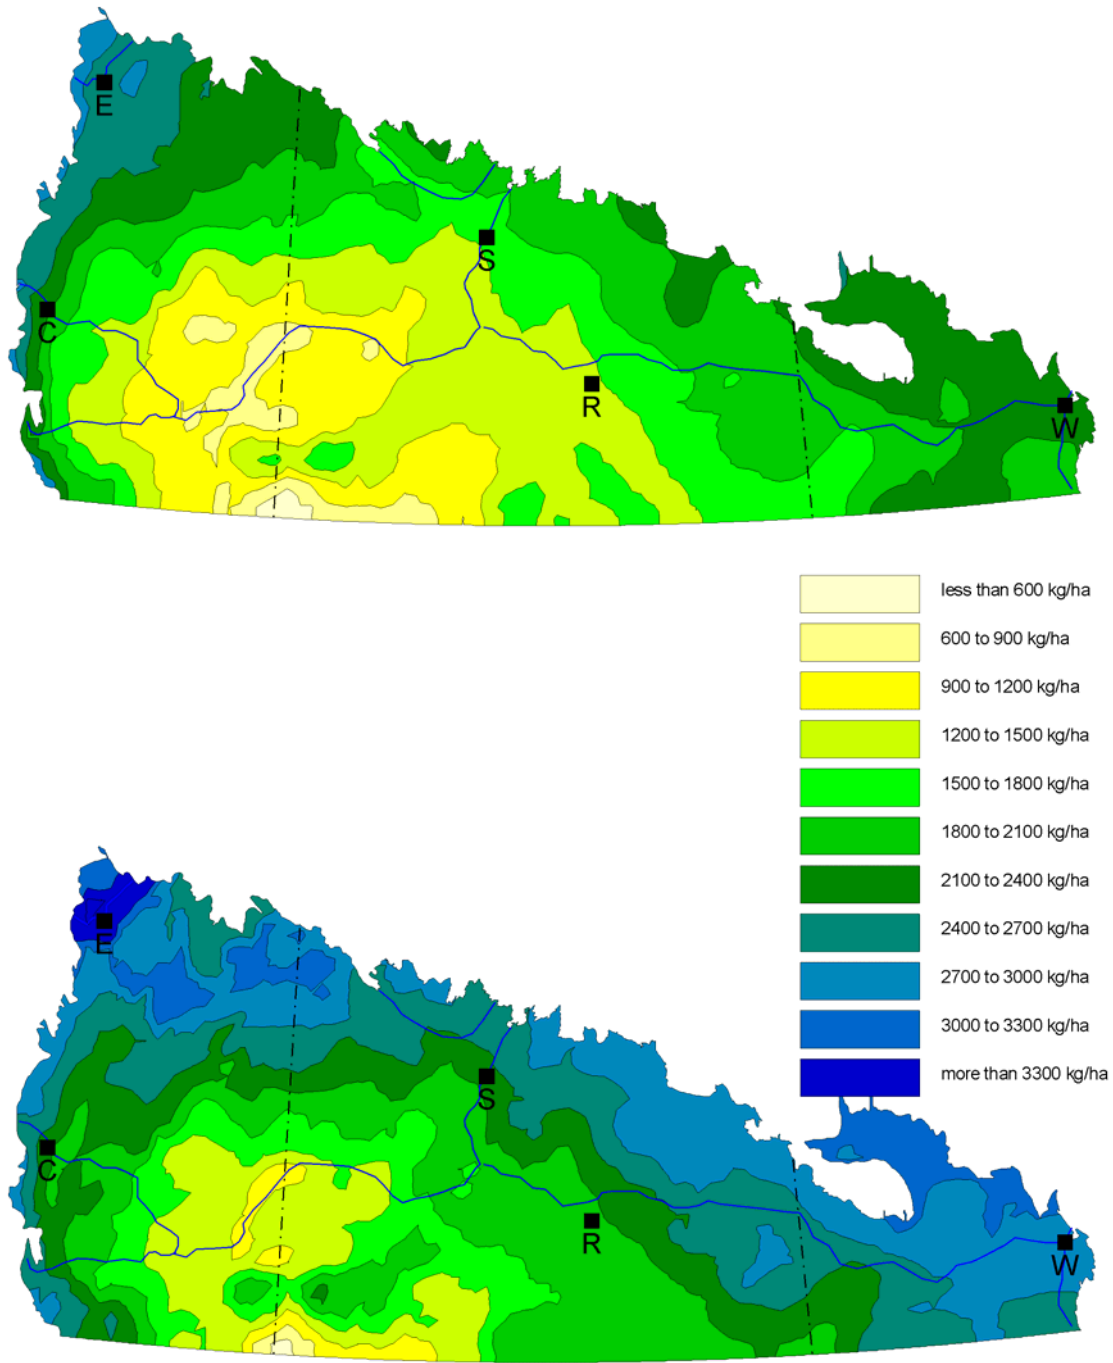 E
S
C
R
W
less than 600 kg/ha
600 to 900 kg/ha
900 to 1200 kg/ha
1200 to 1500 kg/ha
1500 to 1800 kg/ha
1800 to 2100 kg/ha
2100 to 2400 kg/ha
2400 to 2700 kg/ha
2700 to 3000 kg/ha
3000 to 3300 kg/ha
more than 3300 kg/ha
E
S
C
R
W